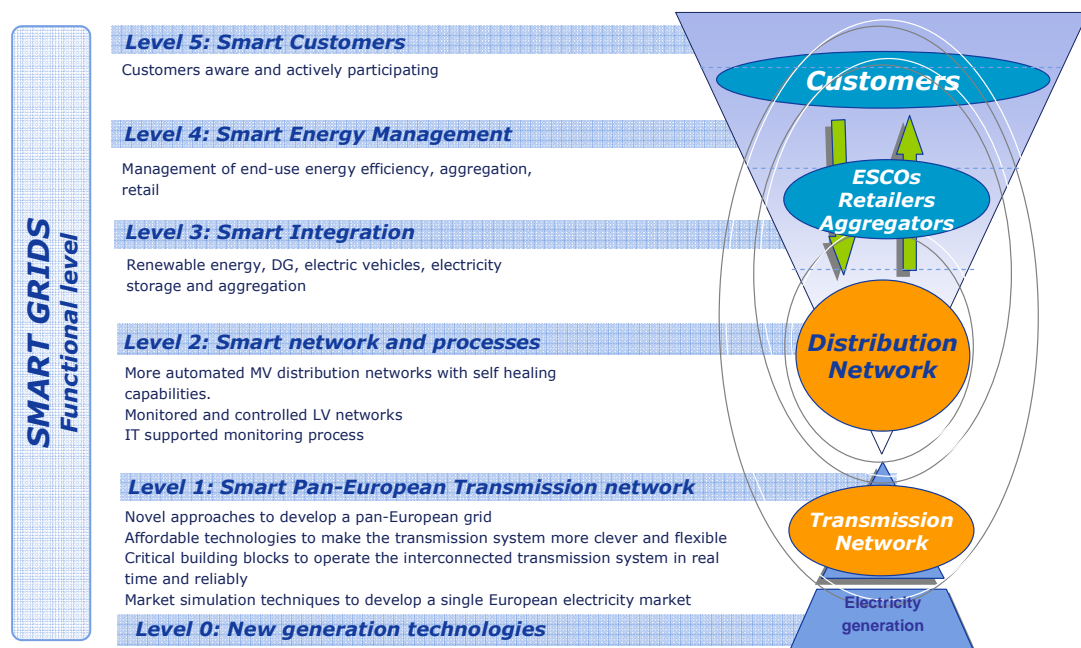 SMART GRIDS
Functional level
Level 5: Smart Customers
Customers aware and actively participating
Level 4: Smart Energy Management
Management of end-use energy efficiency, aggregation,
retail
Level 3: Smart Integration
Renewable energy, DG, electric vehicles, electricity
storage and aggregation
Level 2: Smart network and processes
More automated MV distribution networks with self healing
capabilities.
Monitored and controlled LV networks
IT supported monitoring process
Level 1: Smart Pan-European Transmission network
Novel approaches to develop a pan-European grid
Affordable technologies to make the transmission system more clever and flexible
Critical building blocks to operate the interconnected transmission system in real
time and reliably
Market simulation techniques to develop a single European electricity market
Level 0: New generation technologies
Customers
ESCOs
Retailers
Aggregators
Distribution
Network
Transmission
Network
Electricity
generation